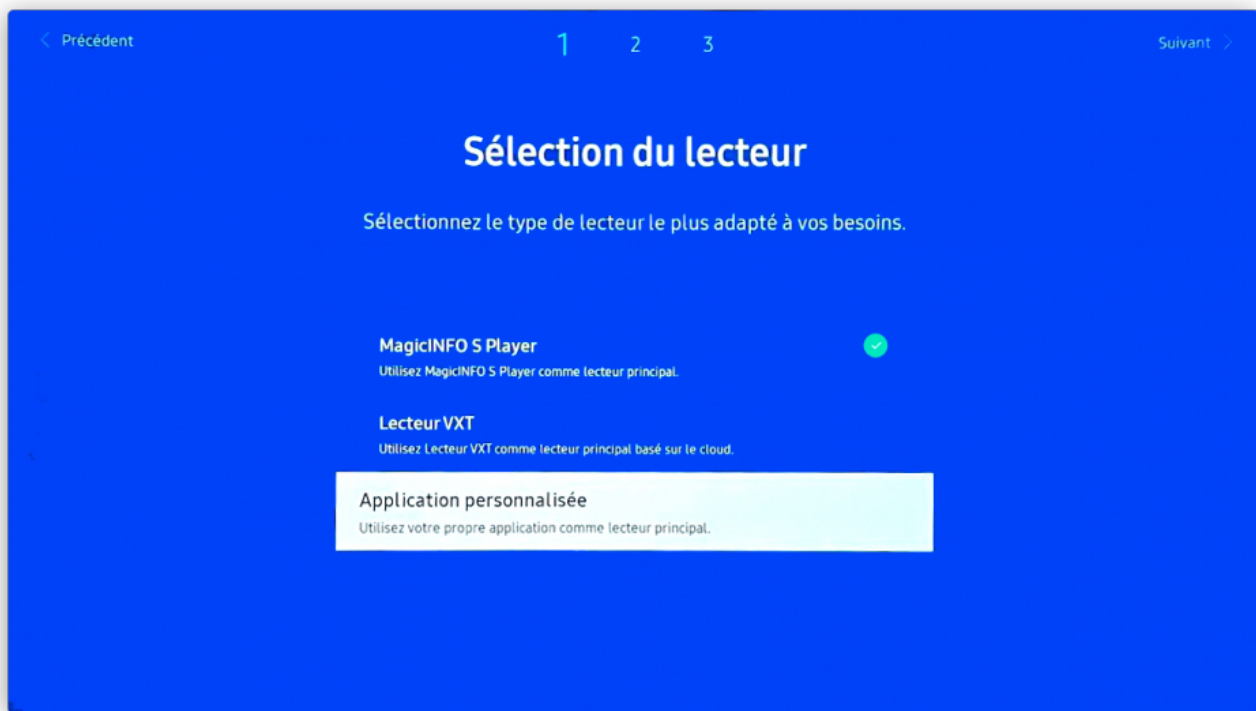 Précédent
1 2 3
Suivant
Sélection du lecteur
Sélectionnez le type de lecteur le plus adapté à vos besoins.
MagicINFO S Player
Utilisez MagicINFO S Player comme lecteur principal.
Lecteur VXT
Utilisez Lecteur VXT comme lecteur principal basé sur le cloud.
Application personnalisée
Utilisez votre propre application comme lecteur principal.